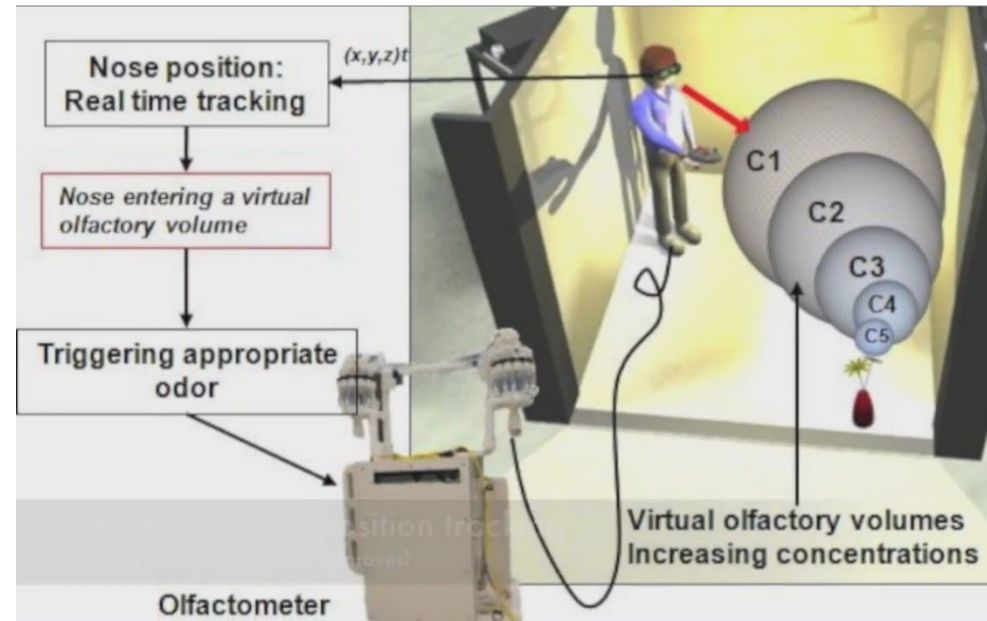 Nose position:
Real time tracking
(x,y,z)t
Nose entering a virtual
olfactory volume
Triggering appropriate
odor
C1
C2
C3
C4
C5
position
Virtual olfactory volumes
Increasing concentrations
Olfactometer